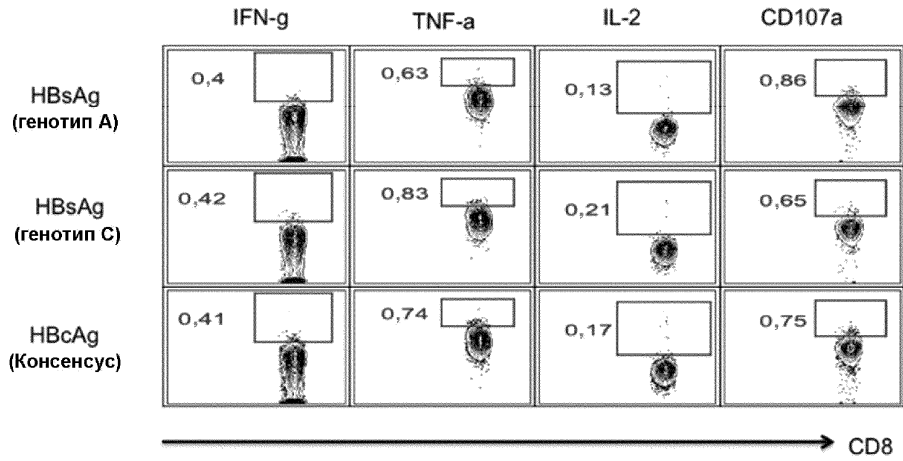 IFN-g TNF-a IL-2 CD107a
HBsAg
(генотип А)
0,4 0,63 0,13 0,86
HBsAg
(генотип С)
0,42 0,83 0,21 0,65
HBcAg
(Консенсус)
0,41 0,74 0,17 0,75
CD8